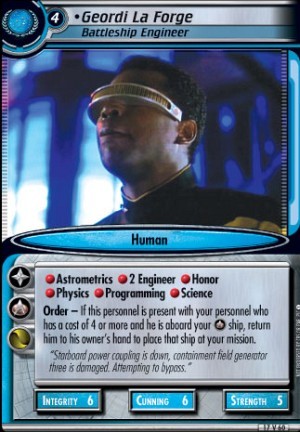 4
•Geordi La Forge
Battleship Engineer
Human
•Astrometrics •2 Engineer •Honor
•Physics •Programming •Science
Order – If this personnel is present with your personnel who
has a cost of 4 or more and he is aboard your ship, return
him to his owner's hand to place that ship at your mission.
"Starboard power coupling is down, containment field generator
three is damaged. Attempting to bypass."
INTEGRITY 6 CUNNING 6 STRENGTH 5
17 V 46